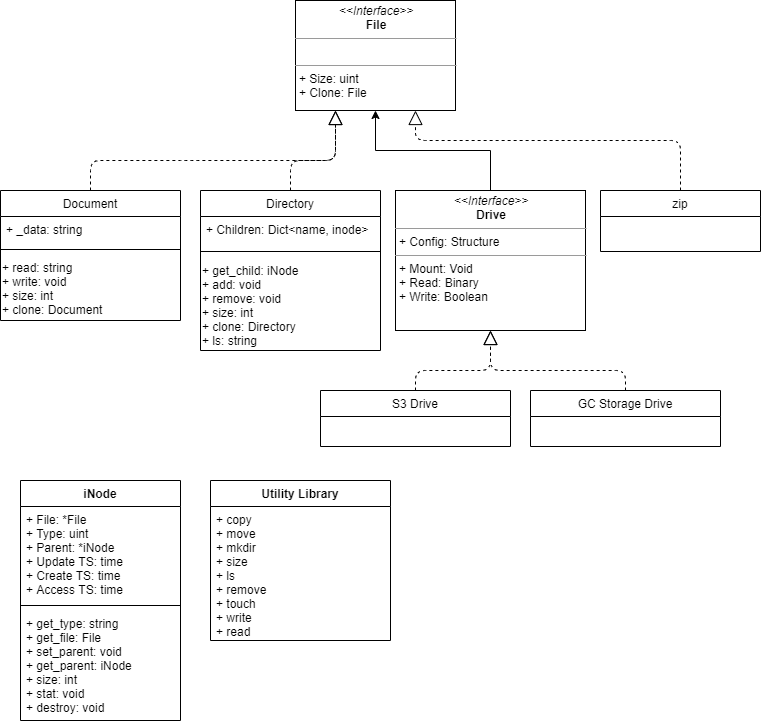 <<Interface>>
File
+ Size: uint
+ Clone: File
Document
+ _data: string
+ read: string
+ write: void
+ size: int
+ clone: Document
Directory
+ Children: Dict<name, inode>
+ get_child: iNode
+ add: void
+ remove: void
+ size: int
+ clone: Directory
+ ls: string
<<Interface>>
Drive
+ Config: Structure
+ Mount: Void
+ Read: Binary
+ Write: Boolean
zip
S3 Drive
GC Storage Drive
iNode
+ File: *File
+ Type: uint
+ Parent: *iNode
+ Update TS: time
+ Create TS: time
+ Access TS: time
+ get_type: string
+ get_file: File
+ set_parent: void
+ get_parent: iNode
+ size: int
+ stat: void
+ destroy: void
Utility Library
+ copy
+ move
+ mkdir
+ size
+ ls
+ remove
+ touch
+ write
+ read